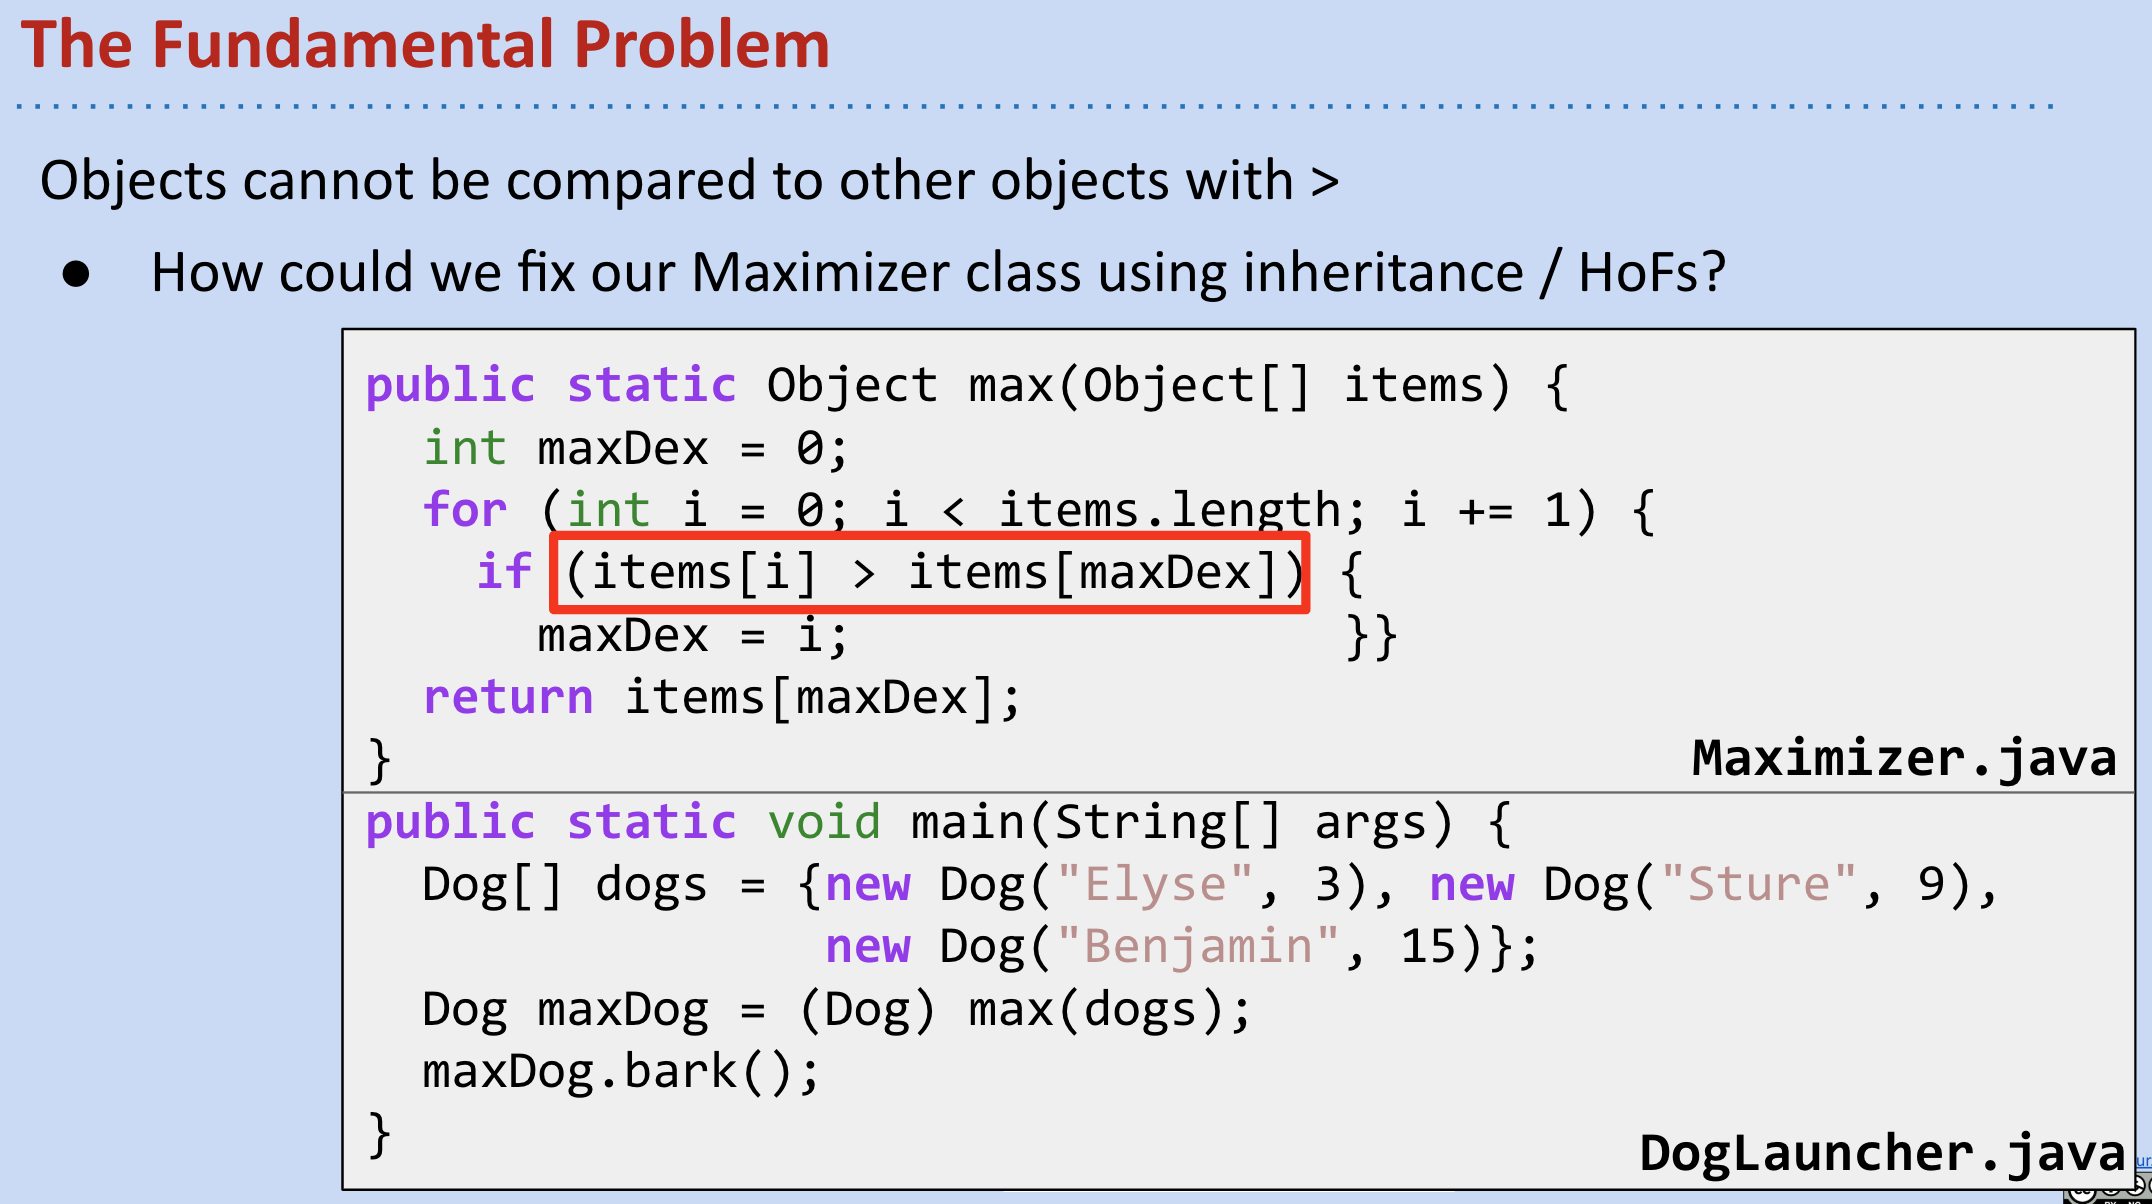 The Fundamental Problem
Objects cannot be compared to other objects with >
● How could we fix our Maximizer class using inheritance / HoFs?
public static Object max(Object[] items) {
  int maxDex = 0;
  for (int i = 0; i < items.length; i += 1) {
    if (items[i] > items[maxDex]) {
      maxDex = i;                 }}
  return items[maxDex];
}
Maximizer.java
public static void main(String[] args) {
  Dog[] dogs = {new Dog("Elyse", 3), new Dog("Sture", 9),
                new Dog("Benjamin", 15)};
  Dog maxDog = (Dog) max(dogs);
  maxDog.bark();
}
DogLauncher.java